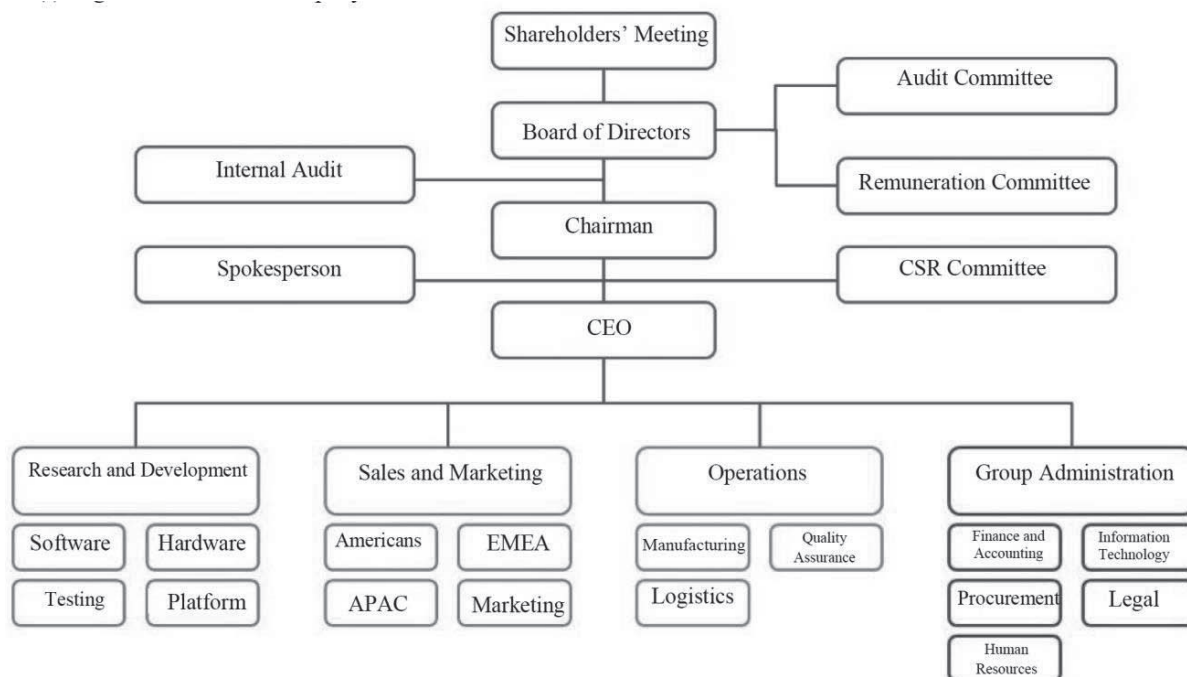 Shareholders’ Meeting
Audit Committee
Board of Directors
Internal Audit
Remuneration Committee
Chairman
Spokesperson
CSR Committee
CEO
Research and Development
Sales and Marketing
Operations
Group Administration
Software
Hardware
Testing
Platform
Americans
EMEA
APAC
Marketing
Manufacturing
Quality
Assurance
Logistics
Finance and
Accounting
Information
Technology
Procurement
Legal
Human
Resources